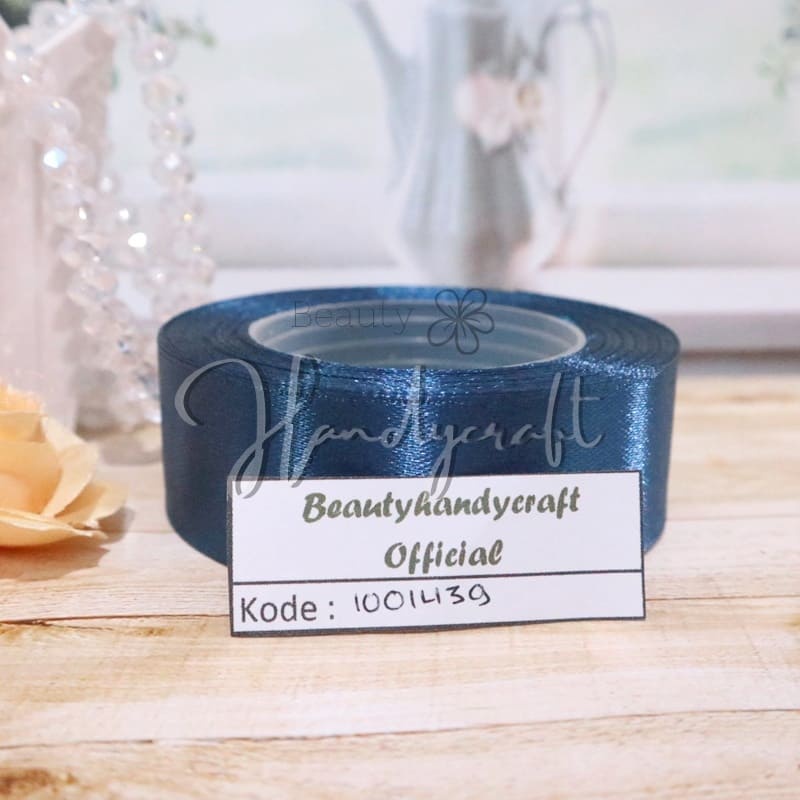 Beauty
Handycraft
Beautyhandycraft
Official
Kode : 1001439